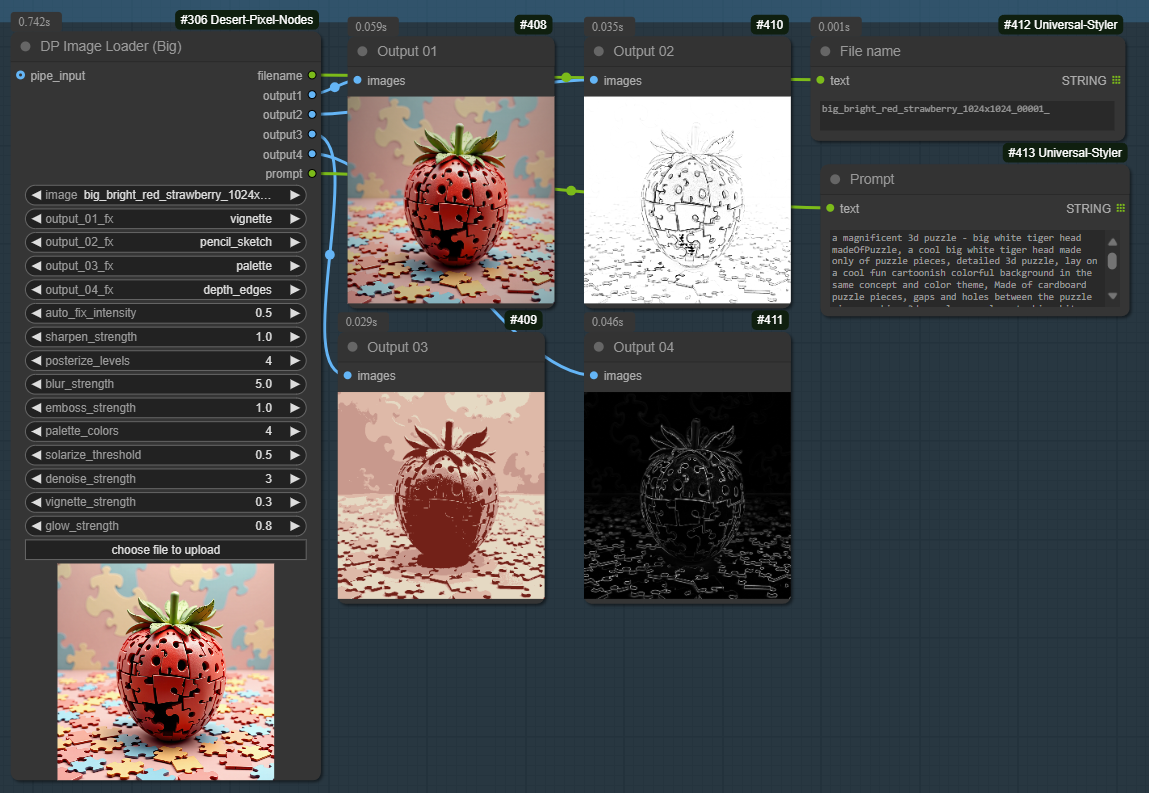 0.742s
#306 Desert-Pixel-Nodes
DP Image Loader (Big)
pipe_input
filename
output1
output2
output3
output4
prompt
image big_bright_red_strawberry_1024x...
output_01_fx vignette
output_02_fx pencil_sketch
output_03_fx palette
output_04_fx depth_edges
auto_fix_intensity 0.5
sharpen_strength 1.0
posterize_levels 4
blur_strength 5.0
emboss_strength 1.0
palette_colors 4
solarize_threshold 0.5
denoise_strength 3
vignette_strength 0.3
glow_strength 0.8
choose file to upload
0.059s
#408
Output 01
images
0.035s
#410
Output 02
images
0.029s
#409
Output 03
images
0.046s
#411
Output 04
images
0.001s
#412 Universal-Styler
File name
text STRING
big_bright_red_strawberry_1024x1024_00001_
#413 Universal-Styler
Prompt
text STRING
a magnificent 3d puzzle - big white tiger head
madeOfPuzzle, a cool big white tiger head made
only of puzzle pieces, detailed 3d puzzle, lay on
a cool fun cartoonish colorful background in the
same concept and color theme, Made of cardboard
puzzle pieces, gaps and holes between the puzzle